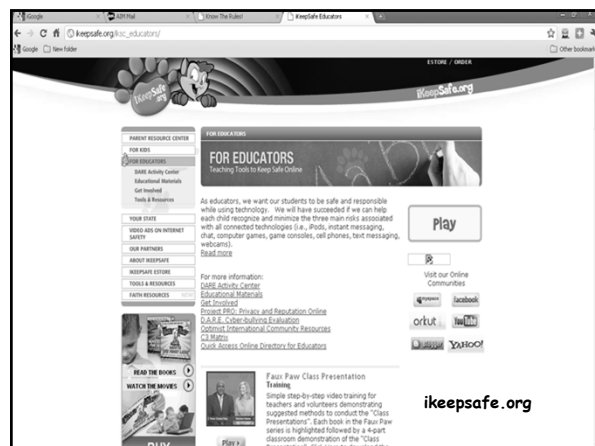 Google
AIM Mail
Know The Rules!
iKeepSafe Educators
ikeepsafe.org/iksc_educators/
Google
New folder
Other bookmark
ESTORE / ORDER
iKeepSafe.org
iKeepSafe.org
PARENT RESOURCE CENTER
FOR KIDS
FOR EDUCATORS
DARE Activity Center
Educational Materials
Get Involved
Tools & Resources
YOUR STATE
VIDEO ADS ON INTERNET
SAFETY
OUR PARTNERS
ABOUT IKEEPSAFE
IKEEPSAFE ESTORE
TOOLS & RESOURCES
FAITH RESOURCES
READ THE BOOKS
WATCH THE MOVIES
BUY
FOR EDUCATORS
FOR EDUCATORS
Teaching Tools to Keep Safe Online
As educators, we want our students to be safe and responsible
while using technology. We will have succeeded if we can help
each child recognize and minimize the three main risks associated
with all connected technologies (i.e., iPods, instant messaging,
chat, computer games, game consoles, cell phones, text messaging,
webcams).
Read more
For more information:
DARE Activity Center
Educational Materials
Get Involved
Project PRO: Privacy and Reputation Online
D.A.R.E. Cyber-bullying Evaluation
Optimist International Community Resources
C3 Matrix
Quick Access Online Directory for Educators
Faux Paw Class Presentation
Training
Simple step-by-step video training for
teachers and volunteers demonstrating
suggested methods to conduct the "Class
Presentations". Each book in the Faux Paw
series is highlighted followed by a 4-part
classroom demonstration of the "Class
Play
Play
Visit our Online
Communities
myspace
facebook
orkut
YouTube
YAHOO!
ikeepsafe.org